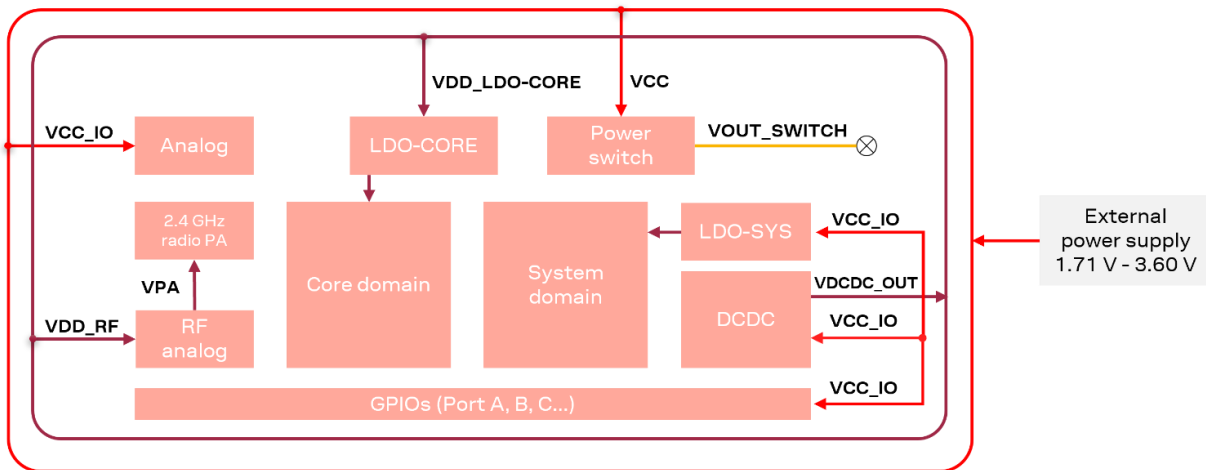 VDD_LDO-CORE
VCC
VCC_IO
Analog
LDO-CORE
Power
switch
VOUT_SWITCH
2.4 GHz
radio PA
VPA
VDD_RF
RF
analog
Core domain
System
domain
LDO-SYS
VCC_IO
VDCDC_OUT
DCDC
VCC_IO
VCC_IO
GPIOs (Port A, B, C...)
External
power supply
1.71 V - 3.60 V